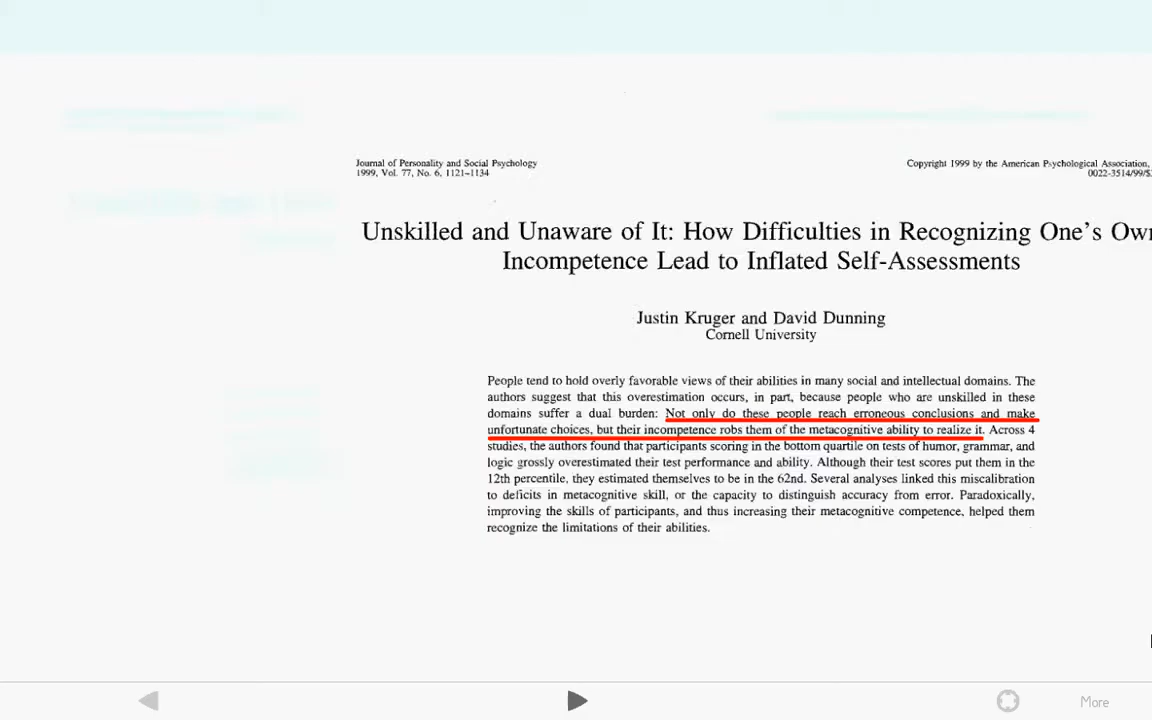 Journal of Personality and Social Psychology
1999, Vol. 77, No. 6, 1121-1134
Copyright 1999 by the American Psychological Association,
0022-3514/99/$
Unskilled and Unaware of It: How Difficulties in Recognizing One's Own
Incompetence Lead to Inflated Self-Assessments
Justin Kruger and David Dunning
Cornell University
People tend to hold overly favorable views of their abilities in many social and intellectual domains. The
authors suggest that this overestimation occurs, in part, because people who are unskilled in these
domains suffer a dual burden: Not only do these people reach erroneous conclusions and make
unfortunate choices, but their incompetence robs them of the metacognitive ability to realize it. Across 4
studies, the authors found that participants scoring in the bottom quartile on tests of humor, grammar, and
logic grossly overestimated their test performance and ability. Although their test scores put them in the
12th percentile, they estimated themselves to be in the 62nd. Several analyses linked this miscalibration
to deficits in metacognitive skill, or the capacity to distinguish accuracy from error. Paradoxically,
improving the skills of participants, and thus increasing their metacognitive competence, helped them
recognize the limitations of their abilities.
More